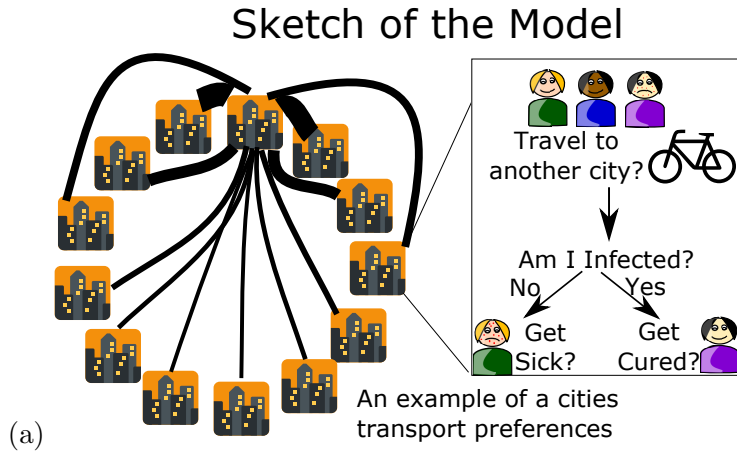 Sketch of the Model
Travel to
another city?
Am I Infected?
No
Yes
Get
Sick?
Get
Cured?
An example of a cities
transport preferences
(a)